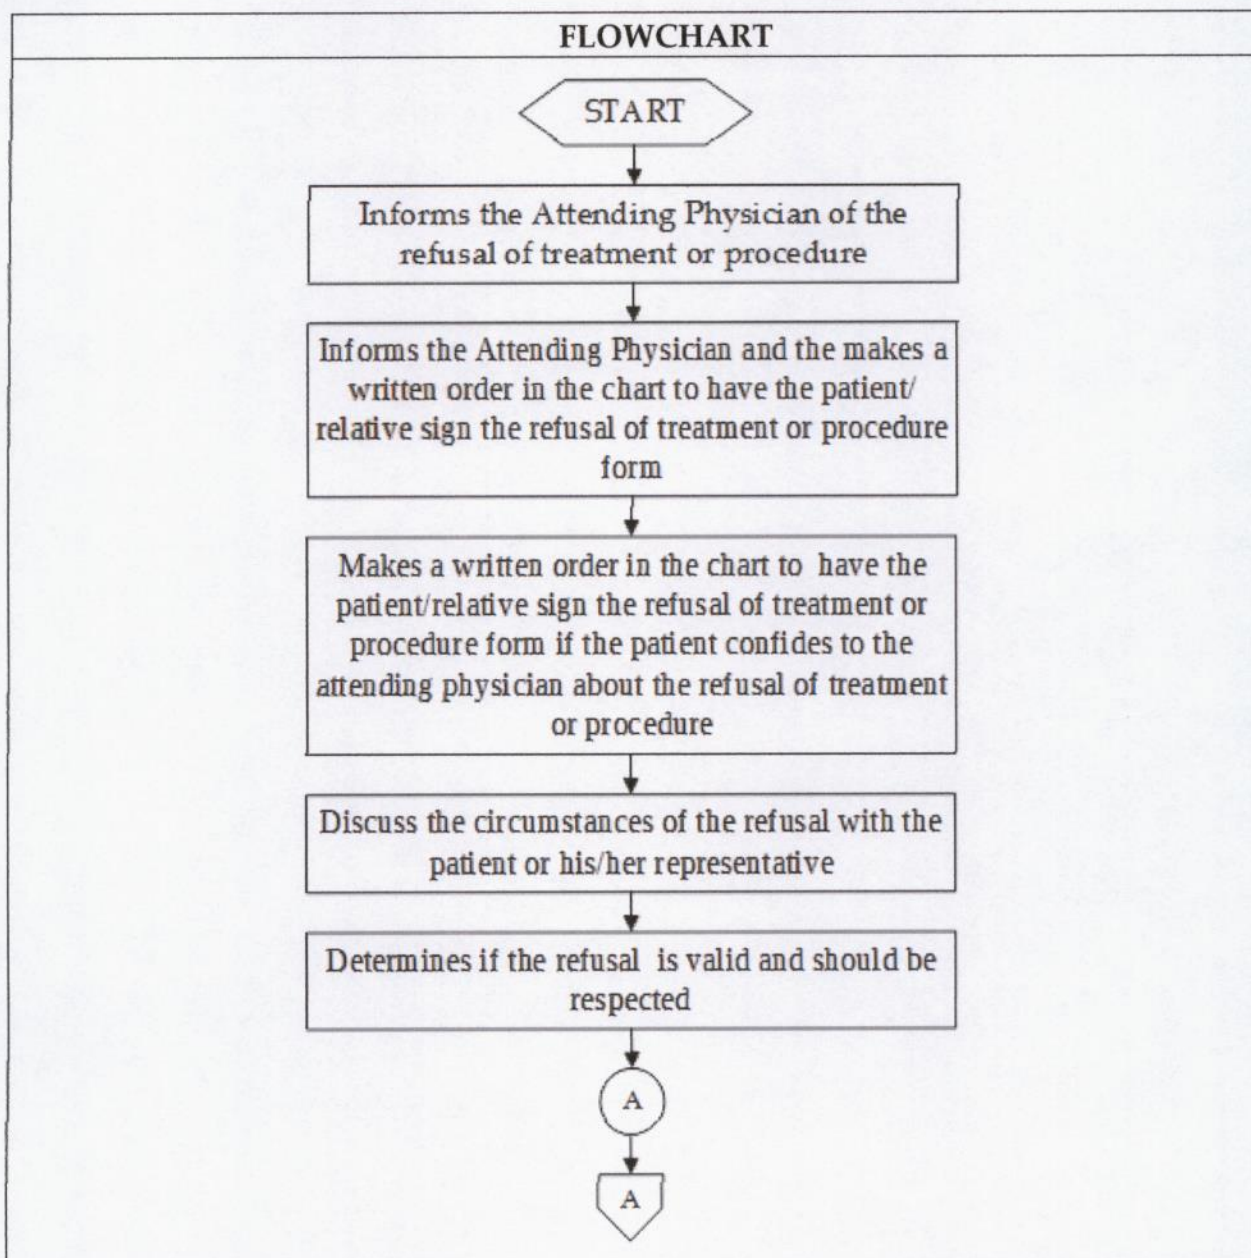 FLOWCHART
START
Informs the Attending Physician of the
refusal of treatment or procedure
Informs the Attending Physician and the makes a
written order in the chart to have the patient/
relative sign the refusal of treatment or procedure
form
Makes a written order in the chart to have the
patient/relative sign the refusal of treatment or
procedure form if the patient confides to the
attending physician about the refusal of treatment
or procedure
Discuss the circumstances of the refusal with the
patient or his/her representative
Determines if the refusal is valid and should be
respected
A
A